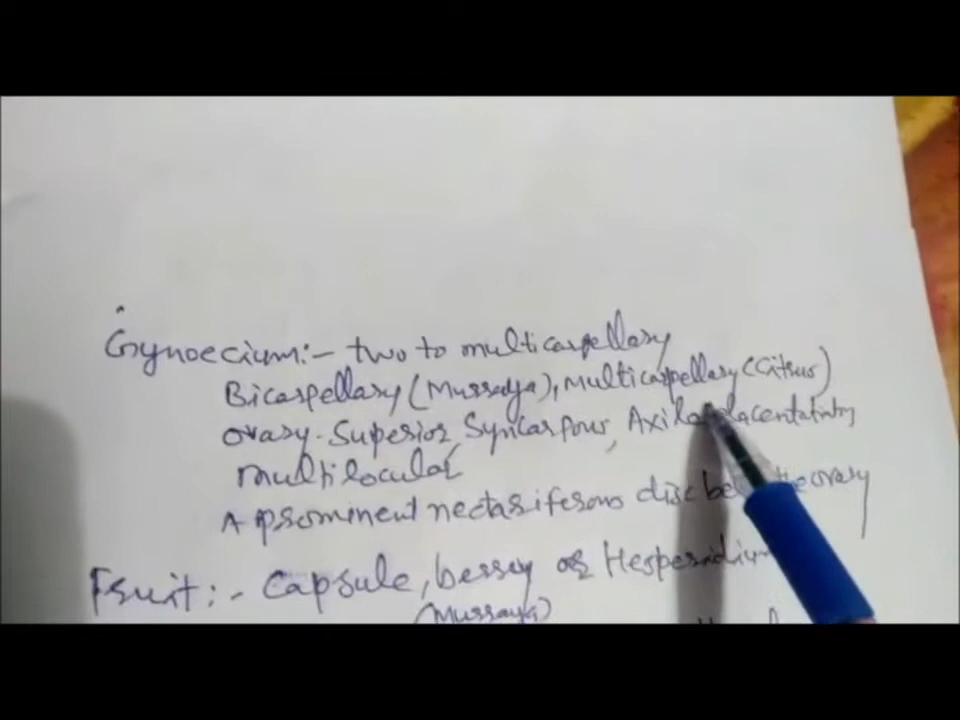 Gynoecium:- two to multicarpellary
Bicarpellary (Murraya), Multicarpellary (Citrus)
ovary-Superior, Syncarpous, Axile placentation,
multilocular
A prominent nectariferous disc the ovary
Fruit:- Capsule, berry or Hesperidium
(Murraya)